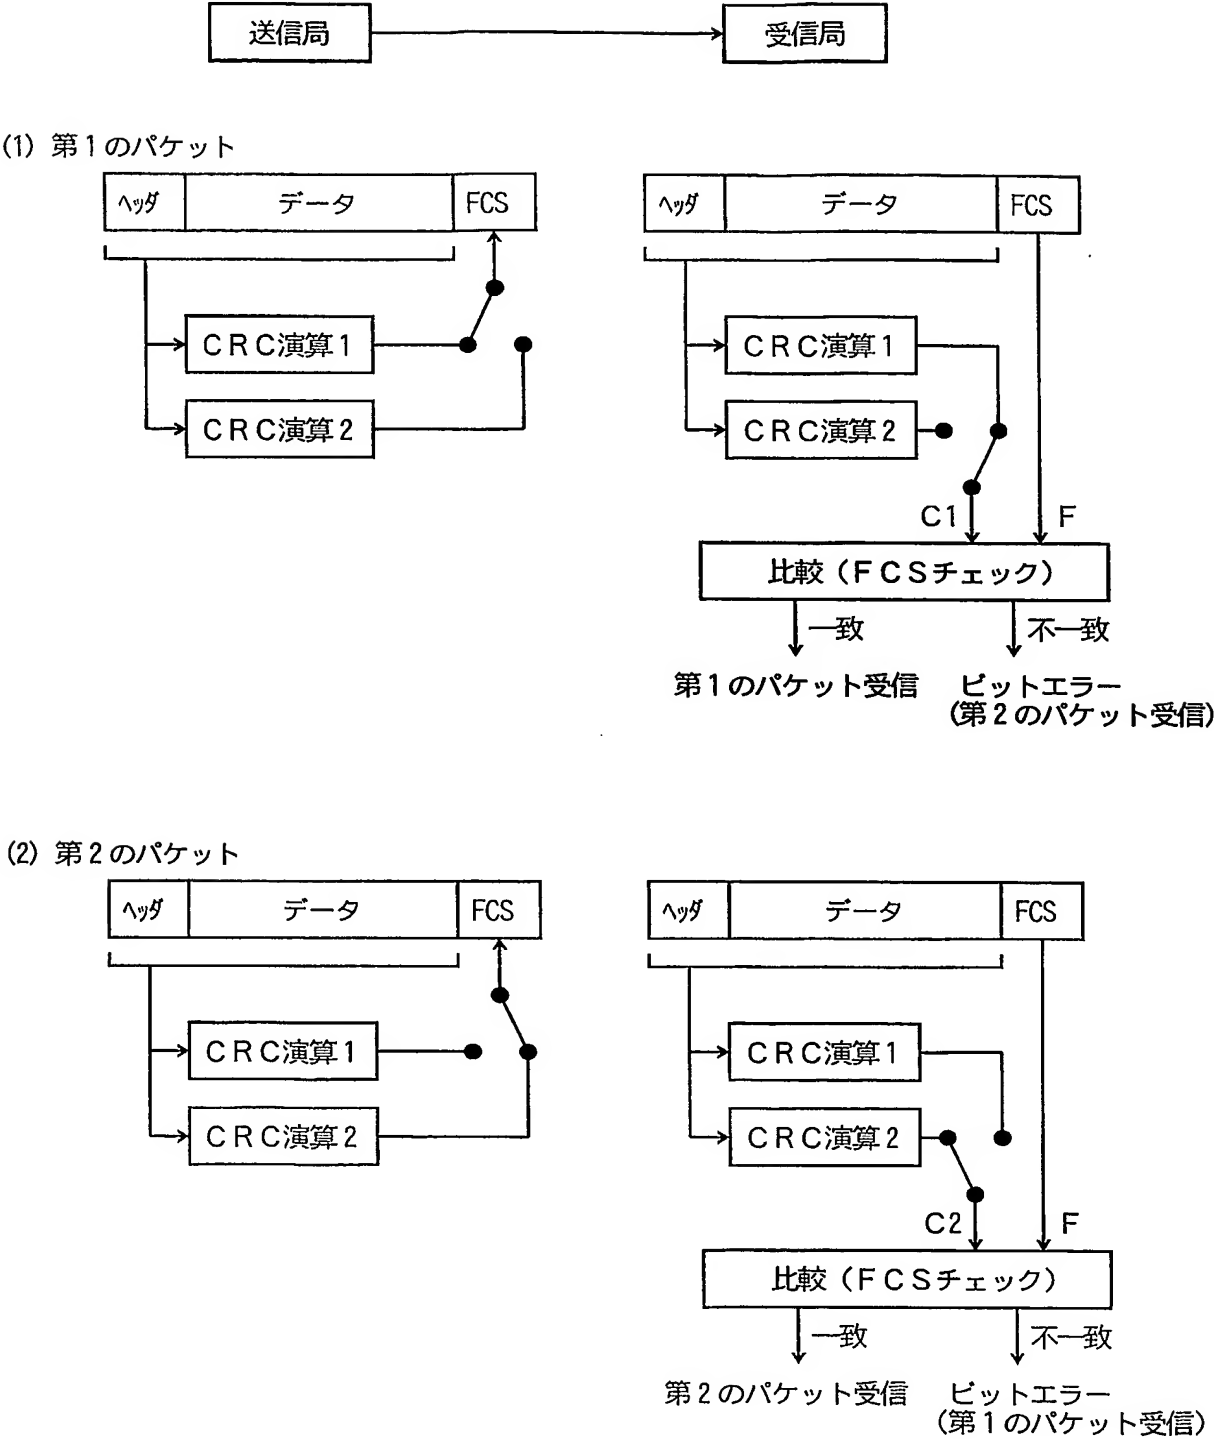 送信局 受信局
(1) 第1のパケット
ヘッダ データ FCS ヘッダ データ FCS
CRC演算1 CRC演算1
CRC演算2 CRC演算2
C1 F
比較(FCSチェック)
一致 不一致
第1のパケット受信 ビットエラー
(第2のパケット受信)
(2) 第2のパケット
ヘッダ データ FCS ヘッダ データ FCS
CRC演算1 CRC演算1
CRC演算2 CRC演算2
C2 F
比較(FCSチェック)
一致 不一致
第2のパケット受信 ビットエラー
(第1のパケット受信)